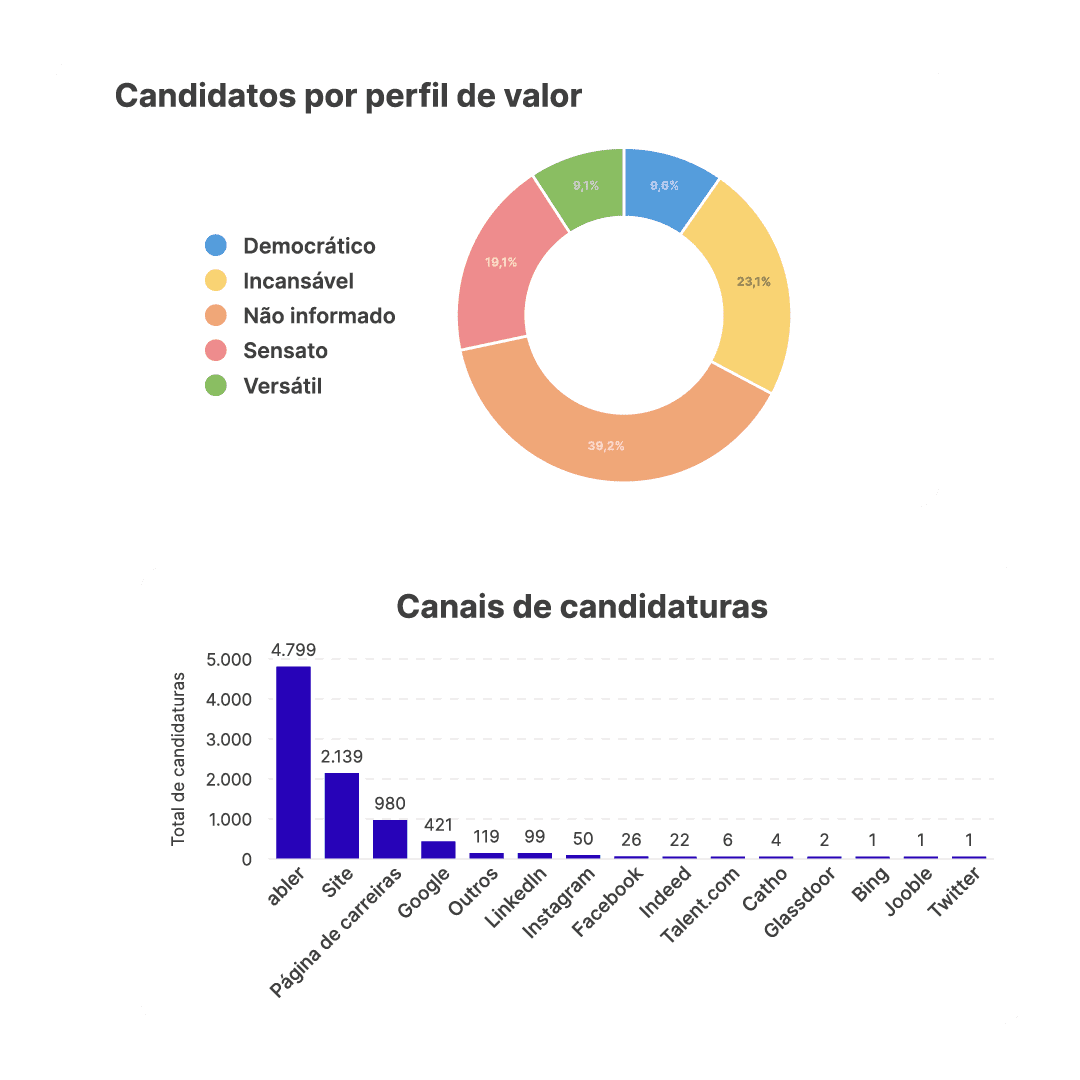 Candidatos por perfil de valor
Democrático
Incansável
Não informado
Sensato
Versátil
9,1%
9,6%
19,1%
23,1%
39,2%
Canais de candidaturas
Total de candidaturas
5.000
4.000
3.000
2.000
1.000
0
4.799
2.139
980
421
119
99
50
26
22
6
4
2
1
1
1
abler
Site
Página de carreiras
Google
Outros
LinkedIn
Instagram
Facebook
Indeed
Talent.com
Catho
Glassdoor
Bing
Jooble
Twitter